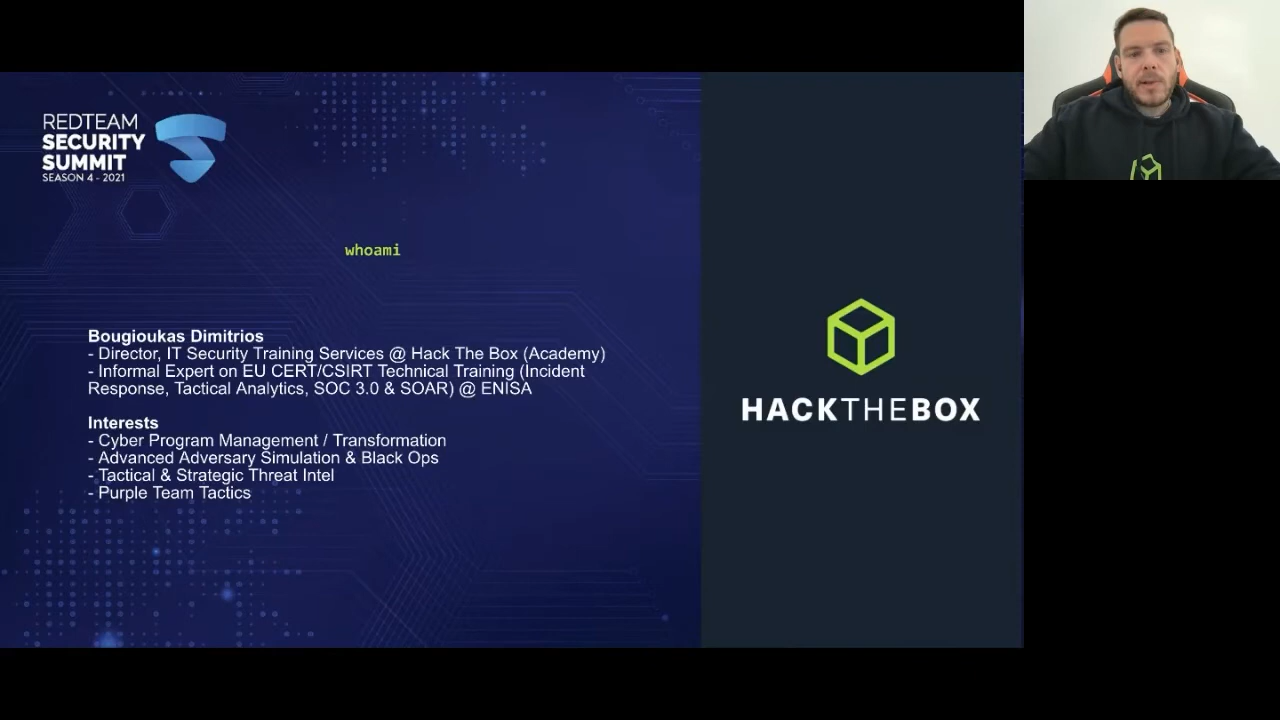 REDTEAM
SECURITY
SUMMIT
SEASON 4 - 2021
whoami
Bougioukas Dimitrios
- Director, IT Security Training Services @ Hack The Box (Academy)
- Informal Expert on EU CERT/CSIRT Technical Training (Incident
Response, Tactical Analytics, SOC 3.0 & SOAR) @ ENISA
Interests
- Cyber Program Management / Transformation
- Advanced Adversary Simulation & Black Ops
- Tactical & Strategic Threat Intel
- Purple Team Tactics
HACKTHEBOX